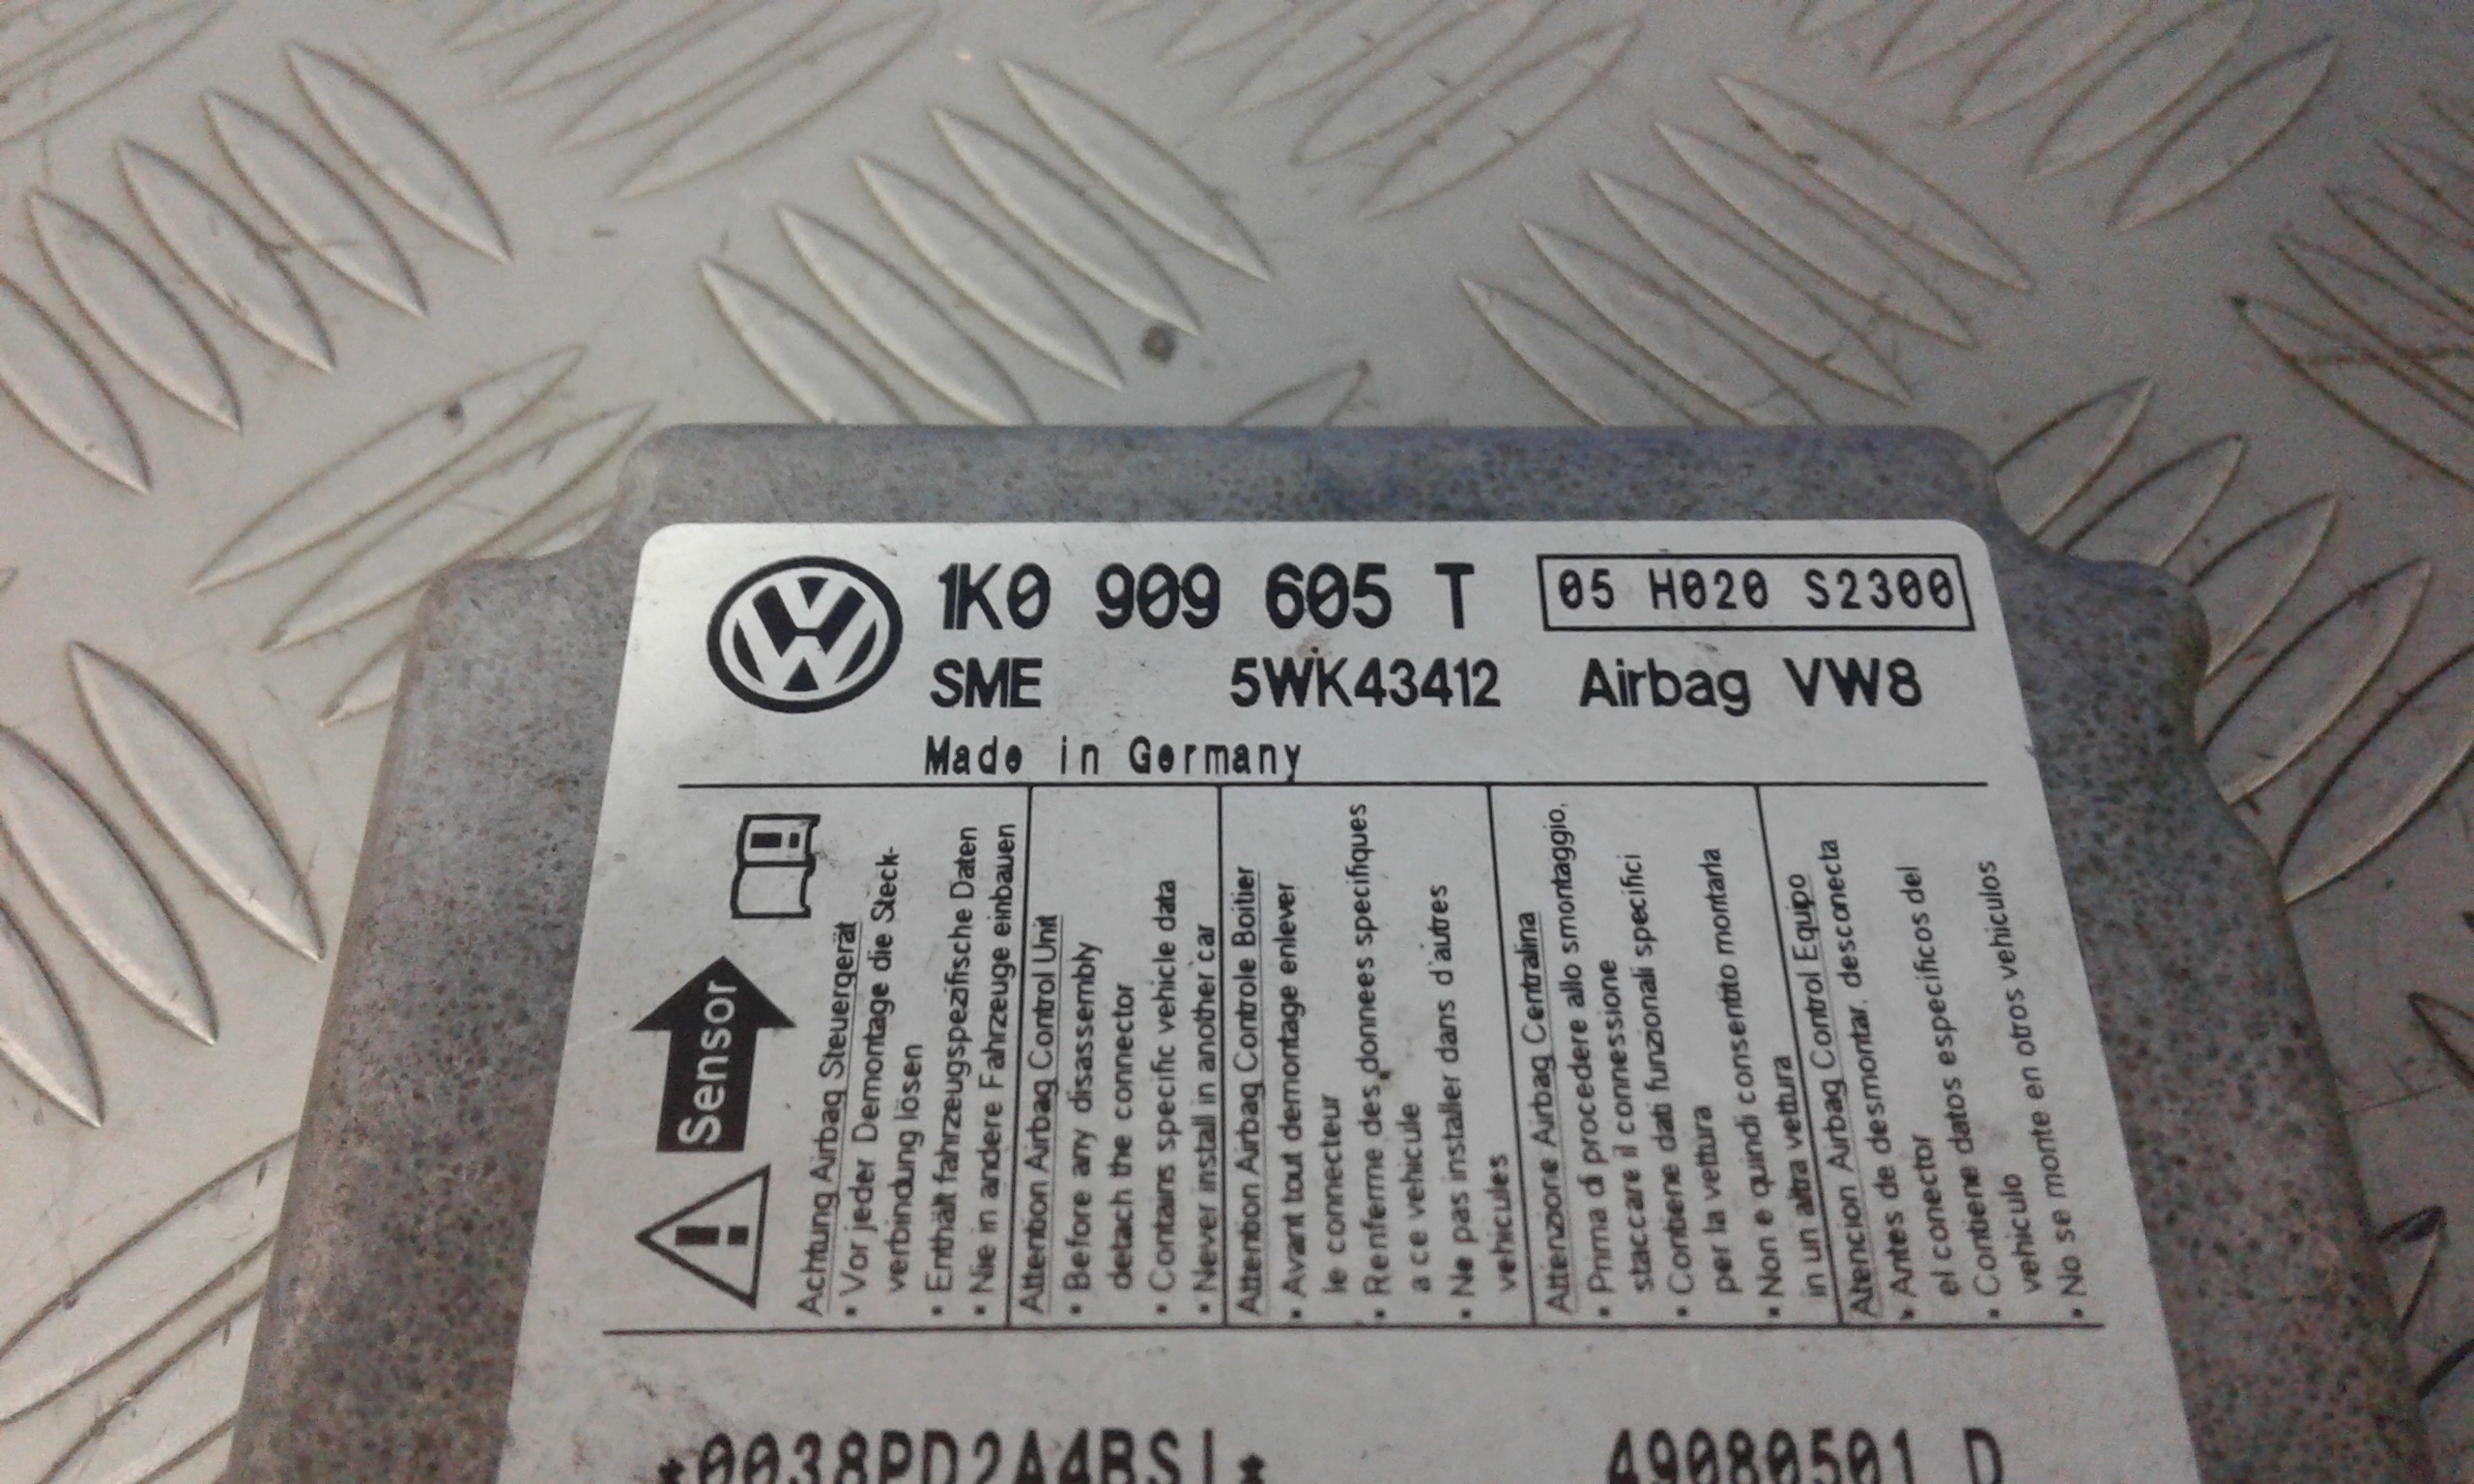 1K0 909 605 T 05 H020 S2300
SME 5WK43412 Airbag VW8
Made in Germany
Sensor
Achtung Airbag Steuergerät
• Vor jeder Demontage die Steck-
verbindung lösen
• Enthält fahrzeugspezifische Daten
• Nie in andere Fahrzeuge einbauen
Attention Airbag Control Unit
• Before any disassembly
detach the connector
• Contains specific vehicle data
• Never install in another car
Attention Airbag Controle Boitier
• Avant tout demontage enlever
le connecteur
• Renferme des donnees specifiques
a ce vehicule
• Ne pas installer dans d'autres
vehicules
Attenzione Airbag Centralina
• Prima di procedere allo smontaggio,
staccare il connessione
• Contiene dati funzionali specifici
per la vettura
• Non e quindi consentito montarla
in un altra vettura
Atencion Airbag Control Equipo
• Antes de desmontar, desconecta
el conector
• Contiene datos especificos del
vehiculo
• No se monte en otros vehiculos
*0038PD2A4BSI* 49080501 D